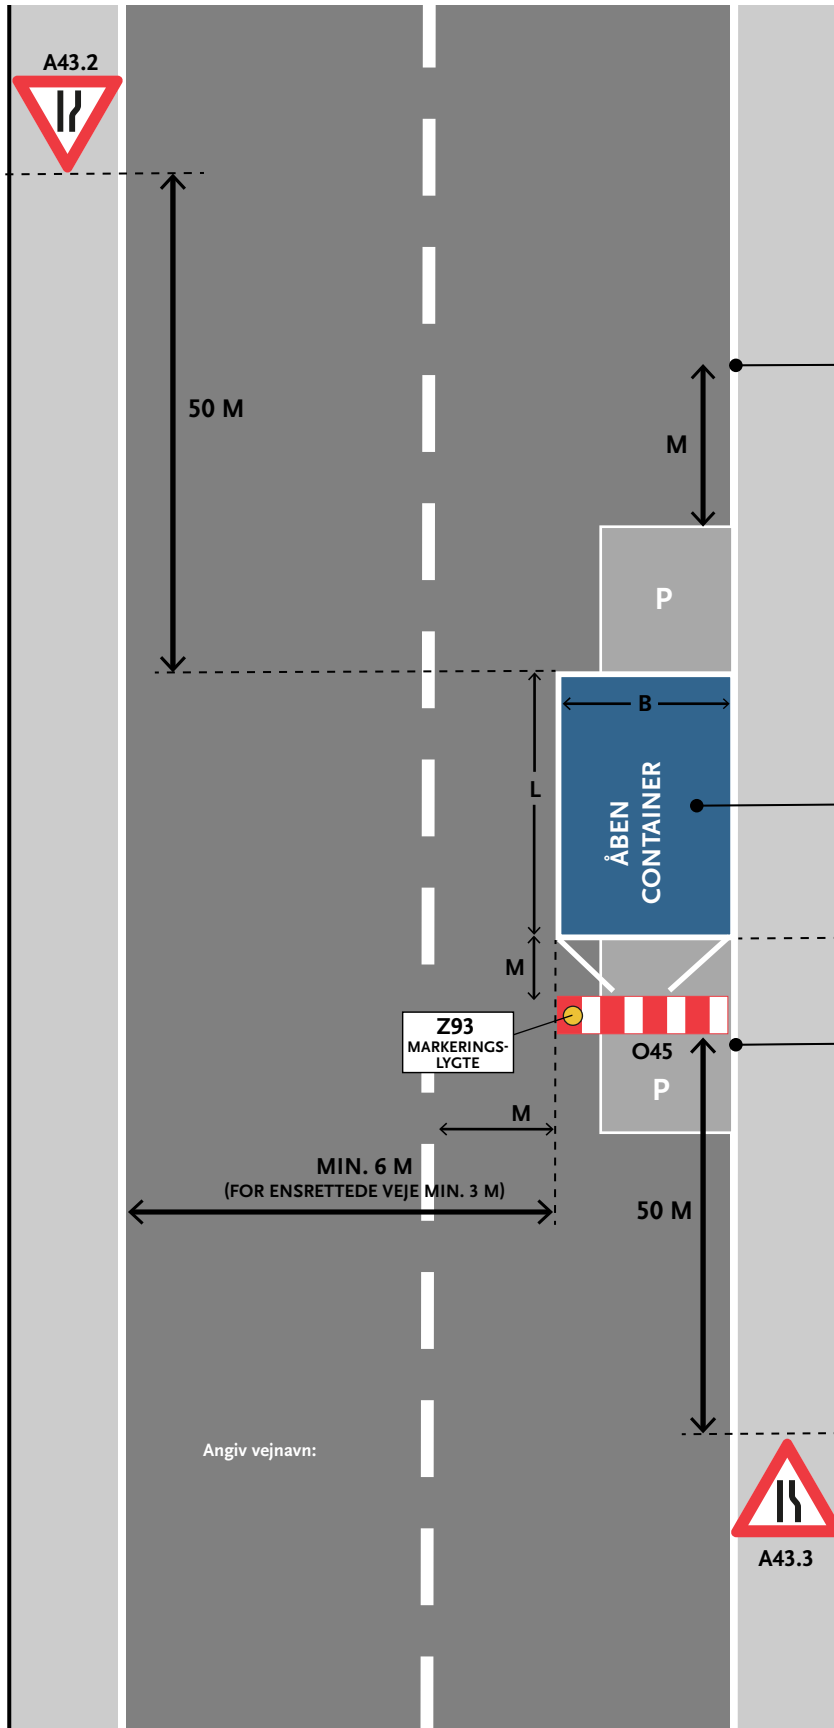 A43.2
50 M
M
P
B
L
ÅBEN
CONTAINER
M
Z93
MARKERINGS-
LYGTE
O45
P
M
MIN. 6 M
(FOR ENSRETTEDE VEJE MIN. 3 M)
50 M
Angiv vejnavn:
A43.3